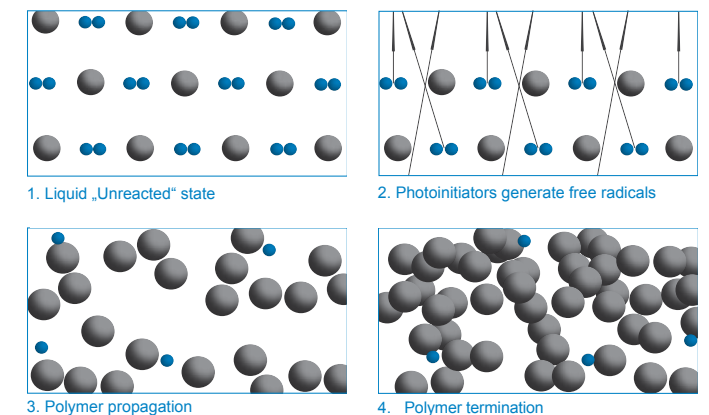 1. Liquid „Unreacted“ state
2. Photoinitiators generate free radicals
3. Polymer propagation
4. Polymer termination